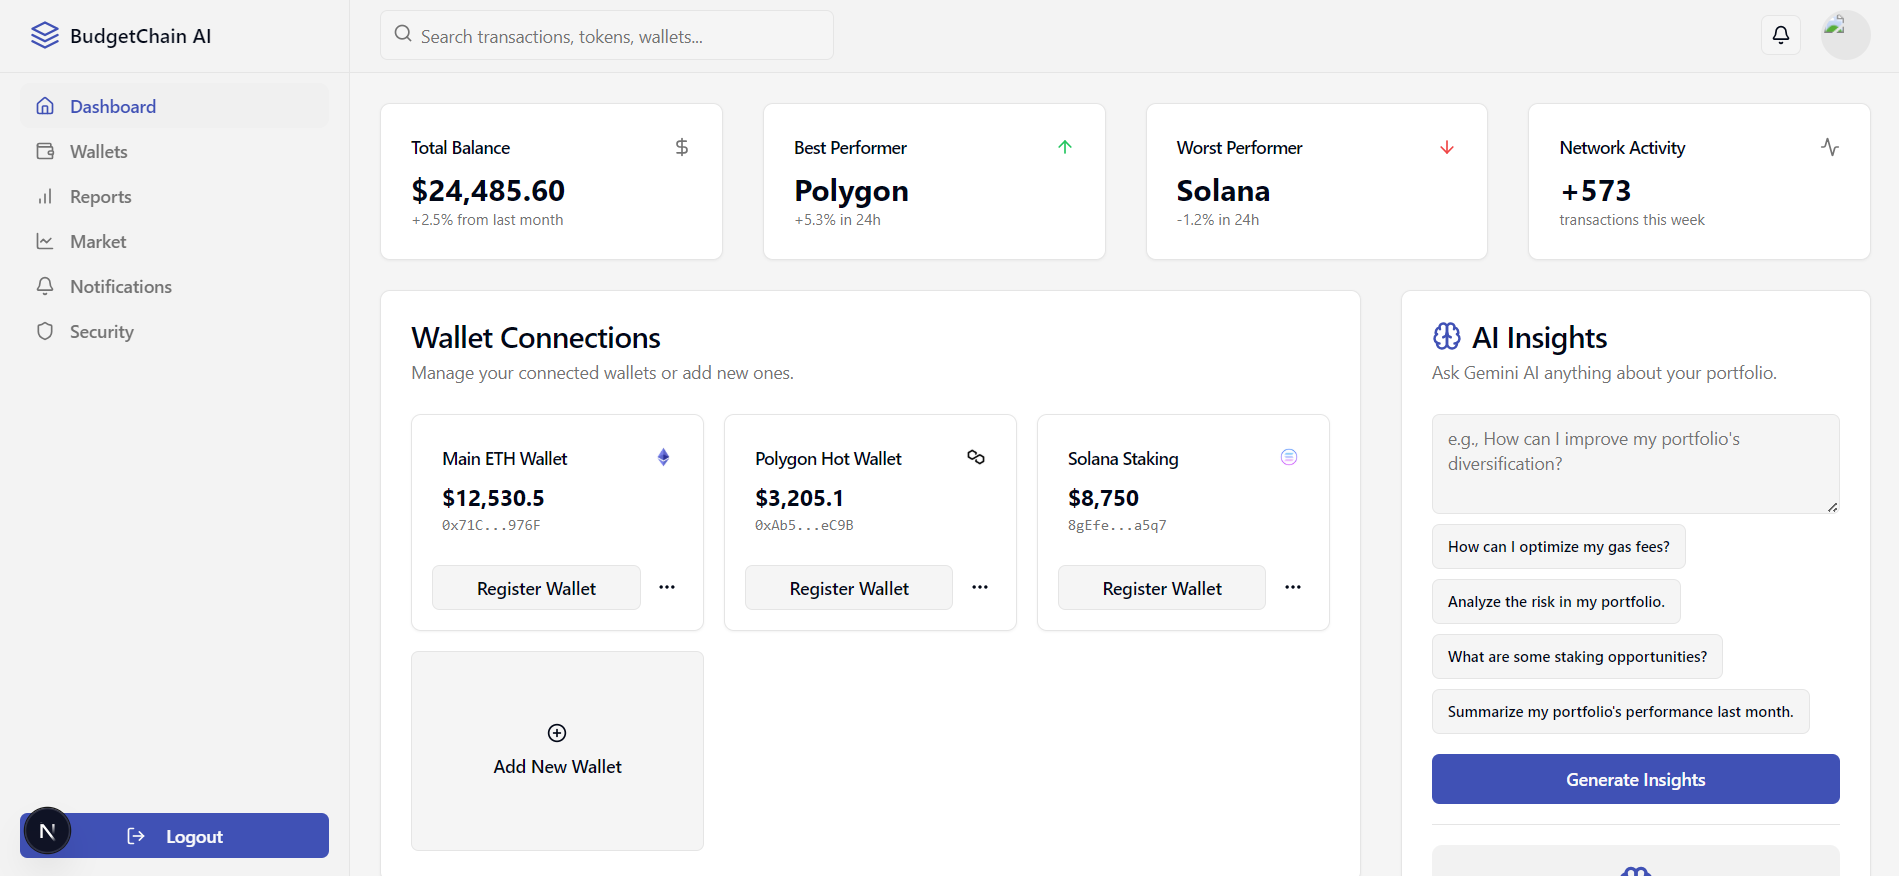 BudgetChain AI
Search transactions, tokens, wallets...
Dashboard
Wallets
Reports
Market
Notifications
Security
N
Logout
Total Balance
$24,485.60
+2.5% from last month
Best Performer
Polygon
+5.3% in 24h
Worst Performer
Solana
-1.2% in 24h
Network Activity
+573
transactions this week
Wallet Connections
Manage your connected wallets or add new ones.
Main ETH Wallet
$12,530.5
0x71C...976F
Register Wallet
Polygon Hot Wallet
$3,205.1
0xAb5...eC9B
Register Wallet
Solana Staking
$8,750
8gEfe...a5q7
Register Wallet
Add New Wallet
AI Insights
Ask Gemini AI anything about your portfolio.
e.g., How can I improve my portfolio's
diversification?
How can I optimize my gas fees?
Analyze the risk in my portfolio.
What are some staking opportunities?
Summarize my portfolio's performance last month.
Generate Insights